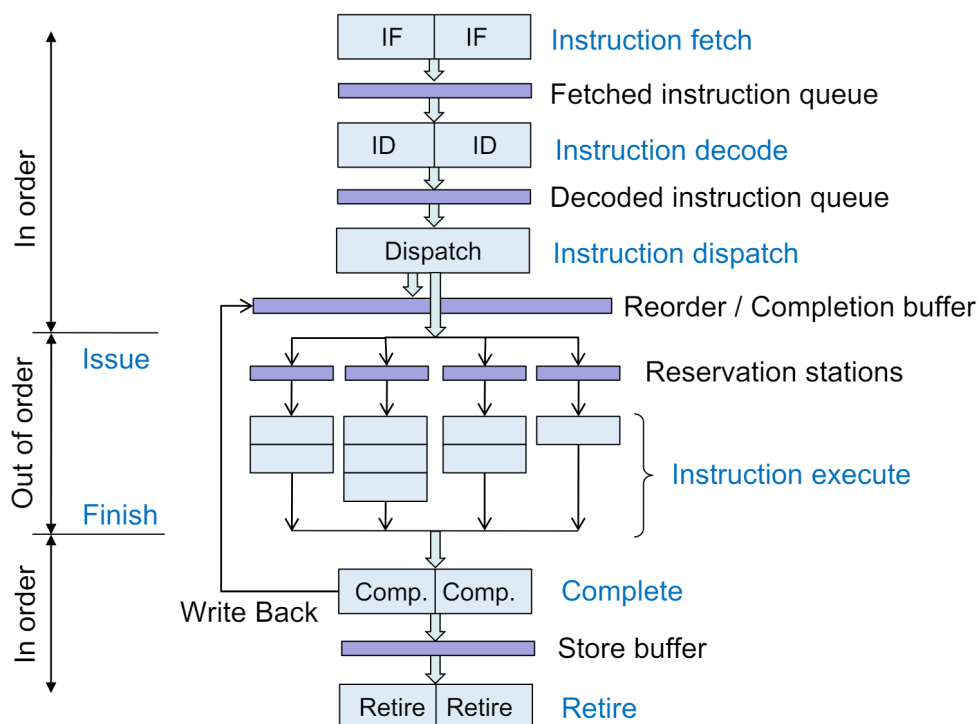 IF IF Instruction fetch
Fetched instruction queue
ID ID Instruction decode
Decoded instruction queue
Dispatch Instruction dispatch
Reorder / Completion buffer
In order
Issue
Reservation stations
Out of order
Instruction execute
Finish
Comp. Comp. Complete
Write Back
In order
Store buffer
Retire Retire Retire